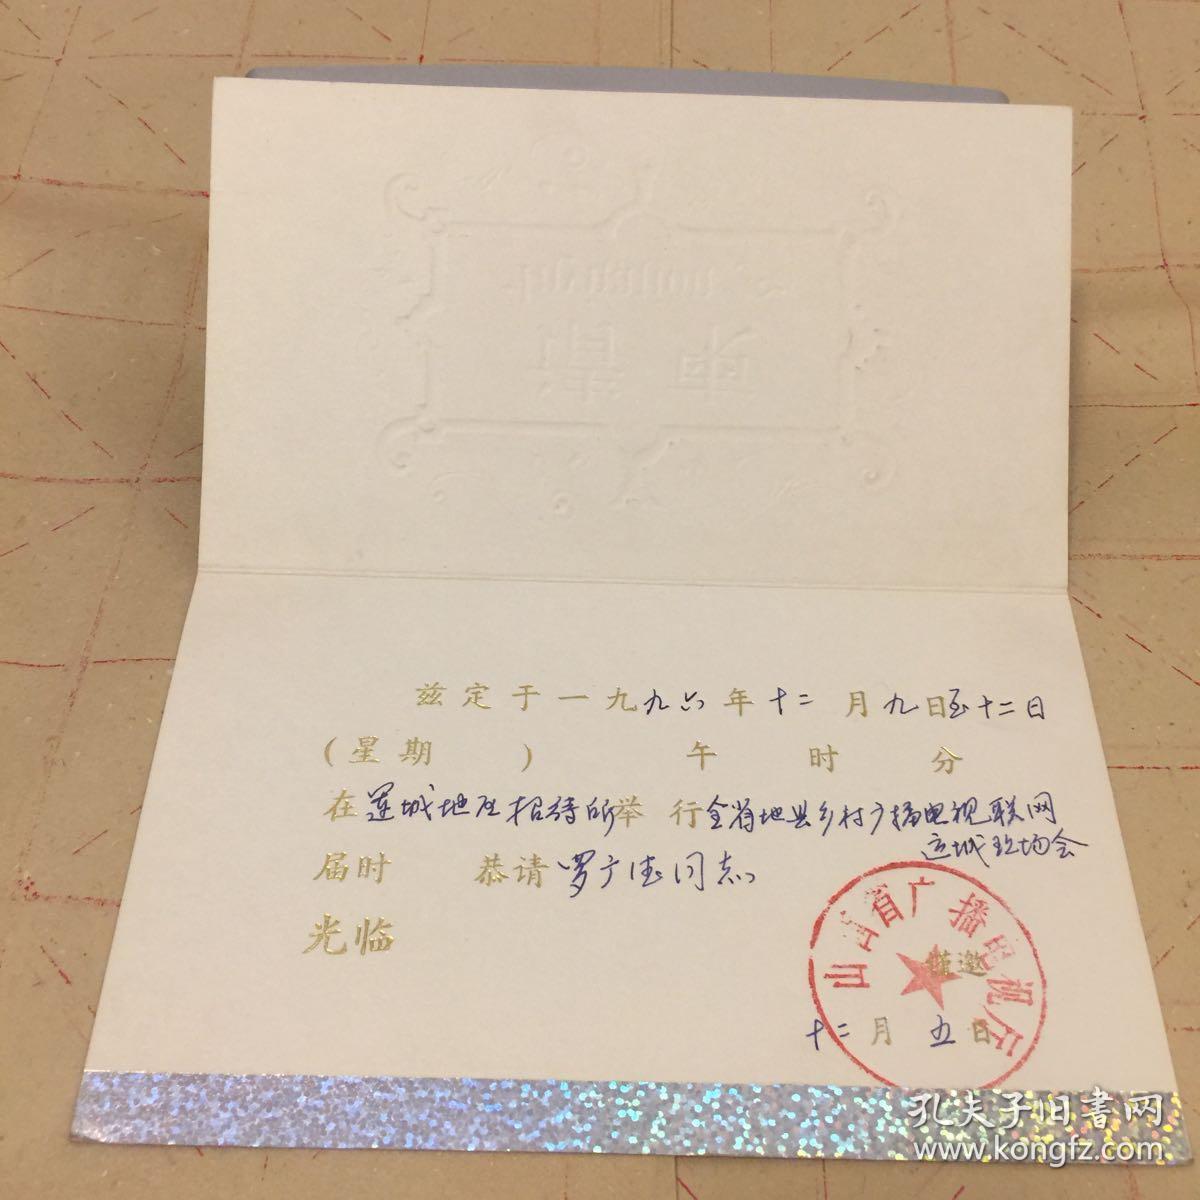 请柬
兹定于一九九六年十二月九日至十二日
(星期 ) 午 时 分
在运城地区招待所举行全省地县乡村广播电视联网
运城现场会
届时 恭请罗广德同志
光临
山西省广播电视厅
谨邀
十二月五日
孔夫子旧书网
www.kongfz.com